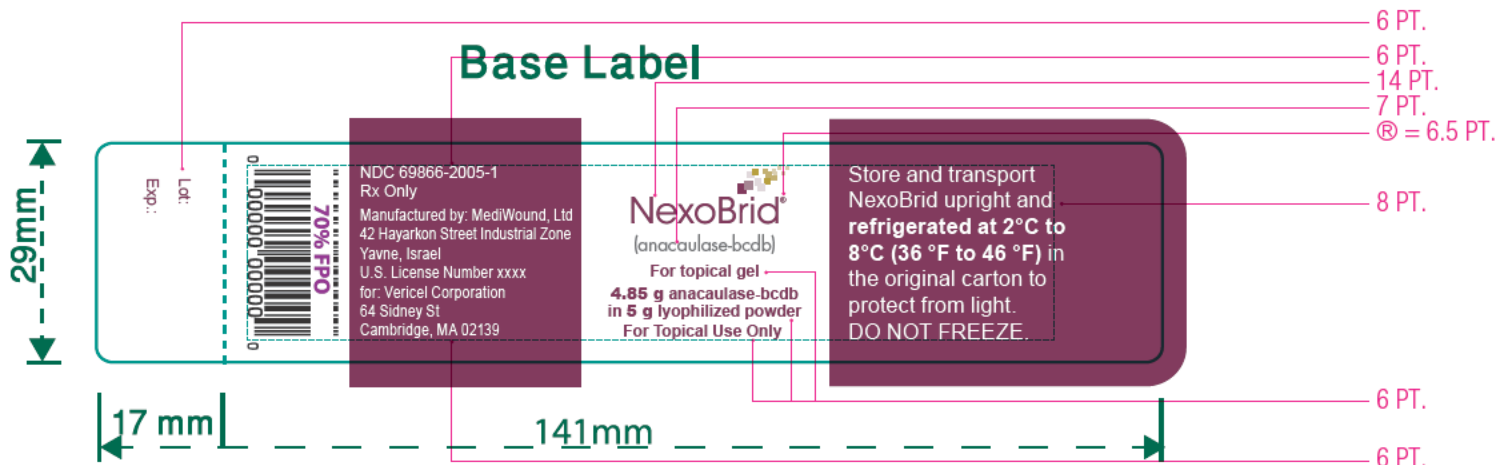 6 PT.
Base Label
6 PT.
14 PT.
7 PT.
® = 6.5 PT.
29mm
Lot:
Exp.:
0 00000 00000 0
70% FPO
NDC 69866-2005-1
Rx Only
Manufactured by: MediWound, Ltd
42 Hayarkon Street Industrial Zone
Yavne, Israel
U.S. License Number xxxx
for: Vericel Corporation
64 Sidney St
Cambridge, MA 02139
NexoBrid®
(anacaulase-bcdb)
For topical gel
4.85 g anacaulase-bcdb
in 5 g lyophilized powder
For Topical Use Only
Store and transport
NexoBrid upright and
refrigerated at 2°C to
8°C (36 °F to 46 °F) in
the original carton to
protect from light.
DO NOT FREEZE.
8 PT.
6 PT.
17 mm
141mm
6 PT.